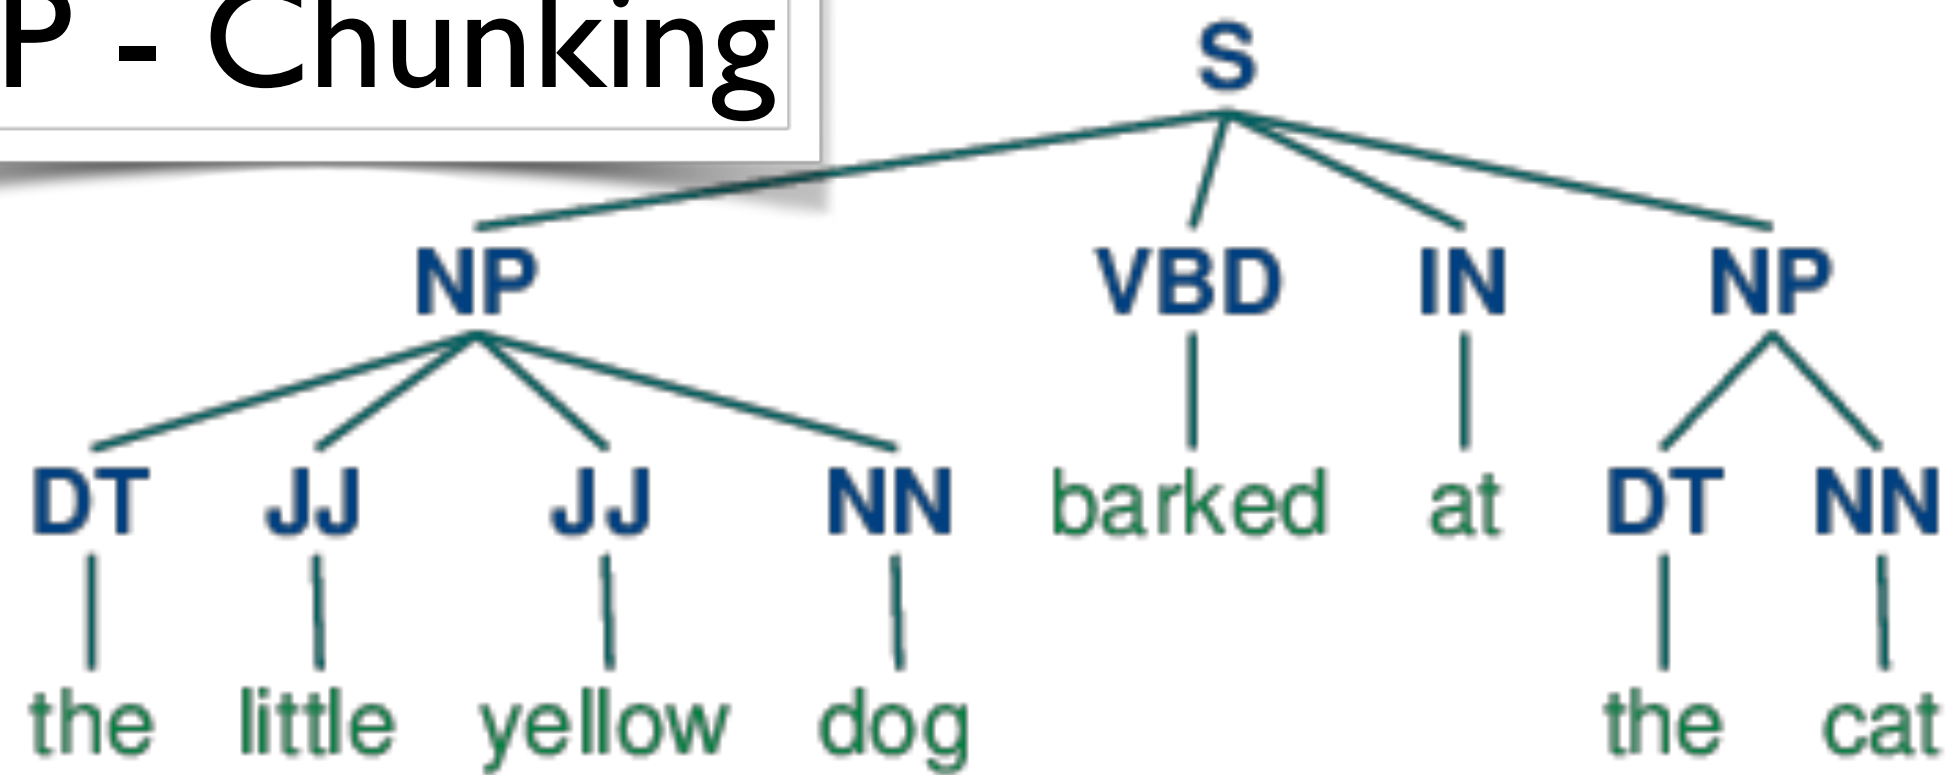 P - Chunking
S
NP VBD IN NP
DT JJ JJ NN barked at DT NN
the little yellow dog the cat